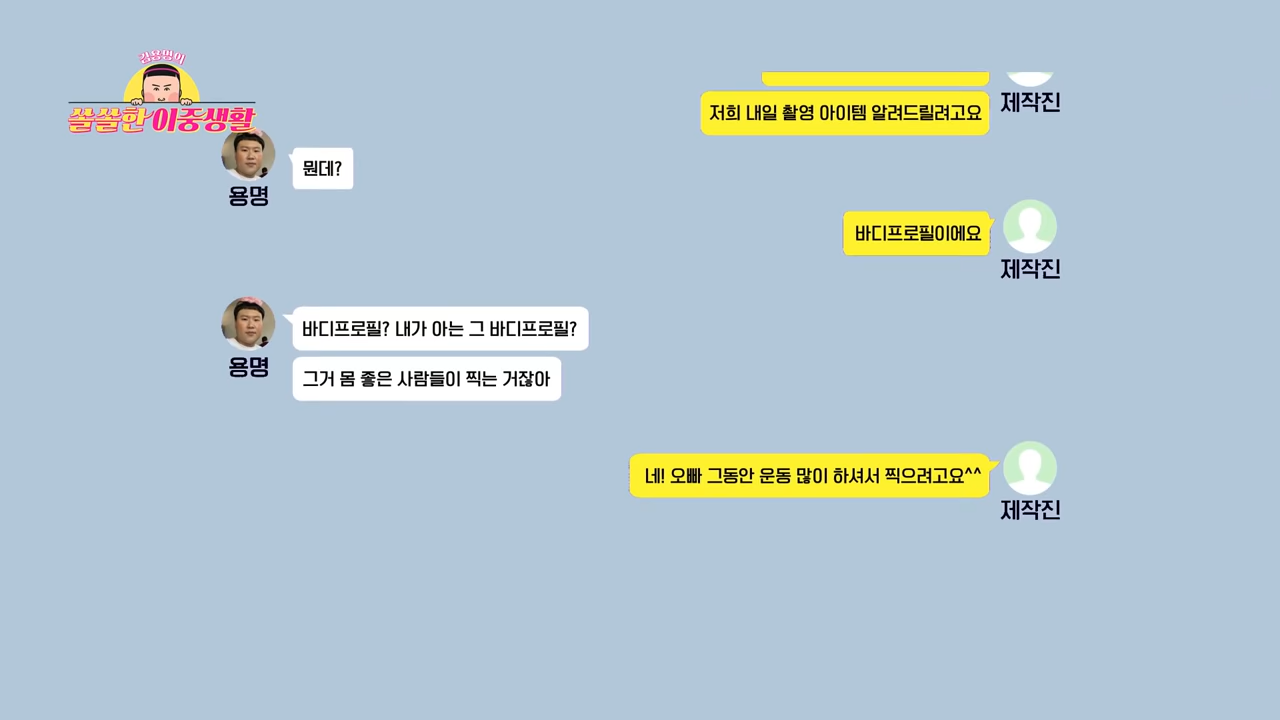 김용명의
쓸쓸한 이중생활
제작진
저희 내일 촬영 아이템 알려드릴려고요
뭔데?
용명
바디프로필이에요
제작진
바디프로필? 내가 아는 그 바디프로필?
용명
그거 몸 좋은 사람들이 찍는 거잖아
네! 오빠 그동안 운동 많이 하셔서 찍으려고요^^
제작진